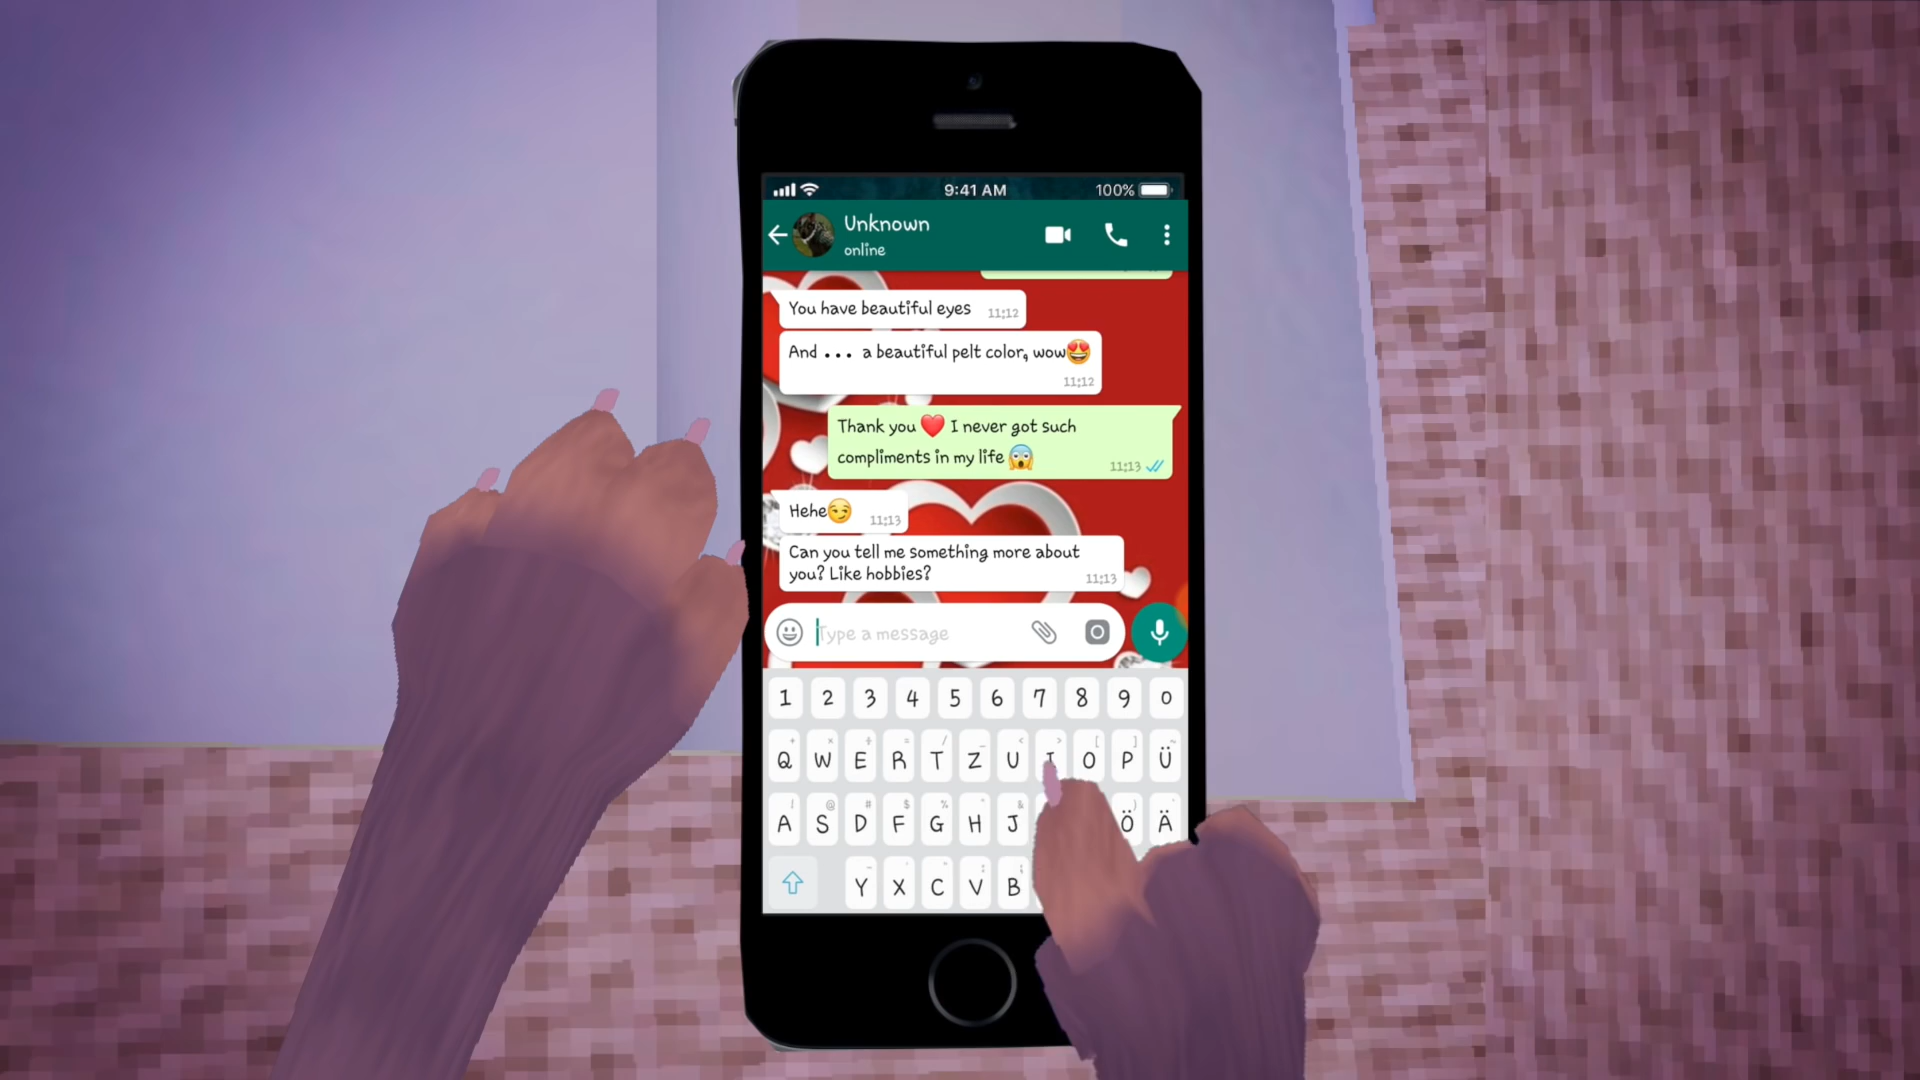 9:41 AM
100%
Unknown
online
You have beautiful eyes 11:12
And ... a beautiful pelt color, wow😍
11:12
Thank you ❤️ I never got such
compliments in my life 😱 11:13
Hehe😏 11:13
Can you tell me something more about
you? Like hobbies? 11:13
Type a message
1 2 3 4 5 6 7 8 9 0
Q W E R T Z U I O P Ü
A S D F G H J Ö Ä
Y X C V B